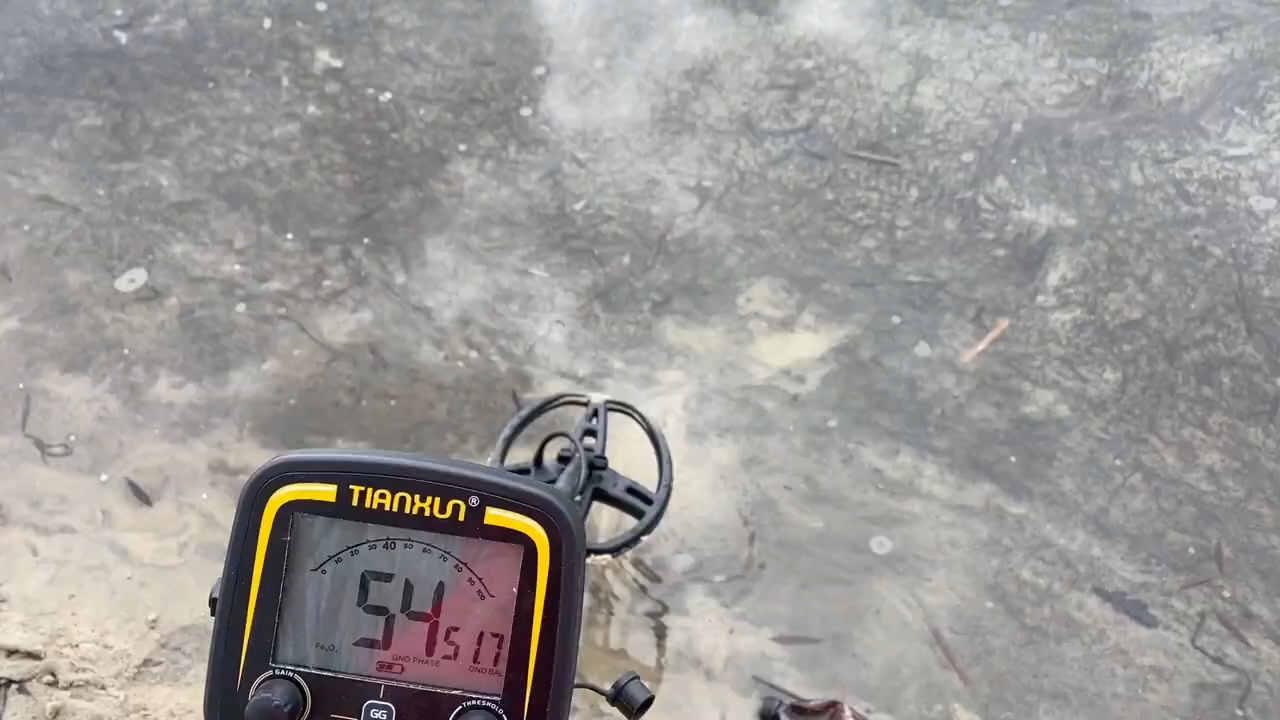 TIANXUN®
0 10 20 30 40 50 60 70 80 90 100
54
51.7
Fe₃O₄
GND PHASE
GND BAL
GAIN
GG
THRESHOLD